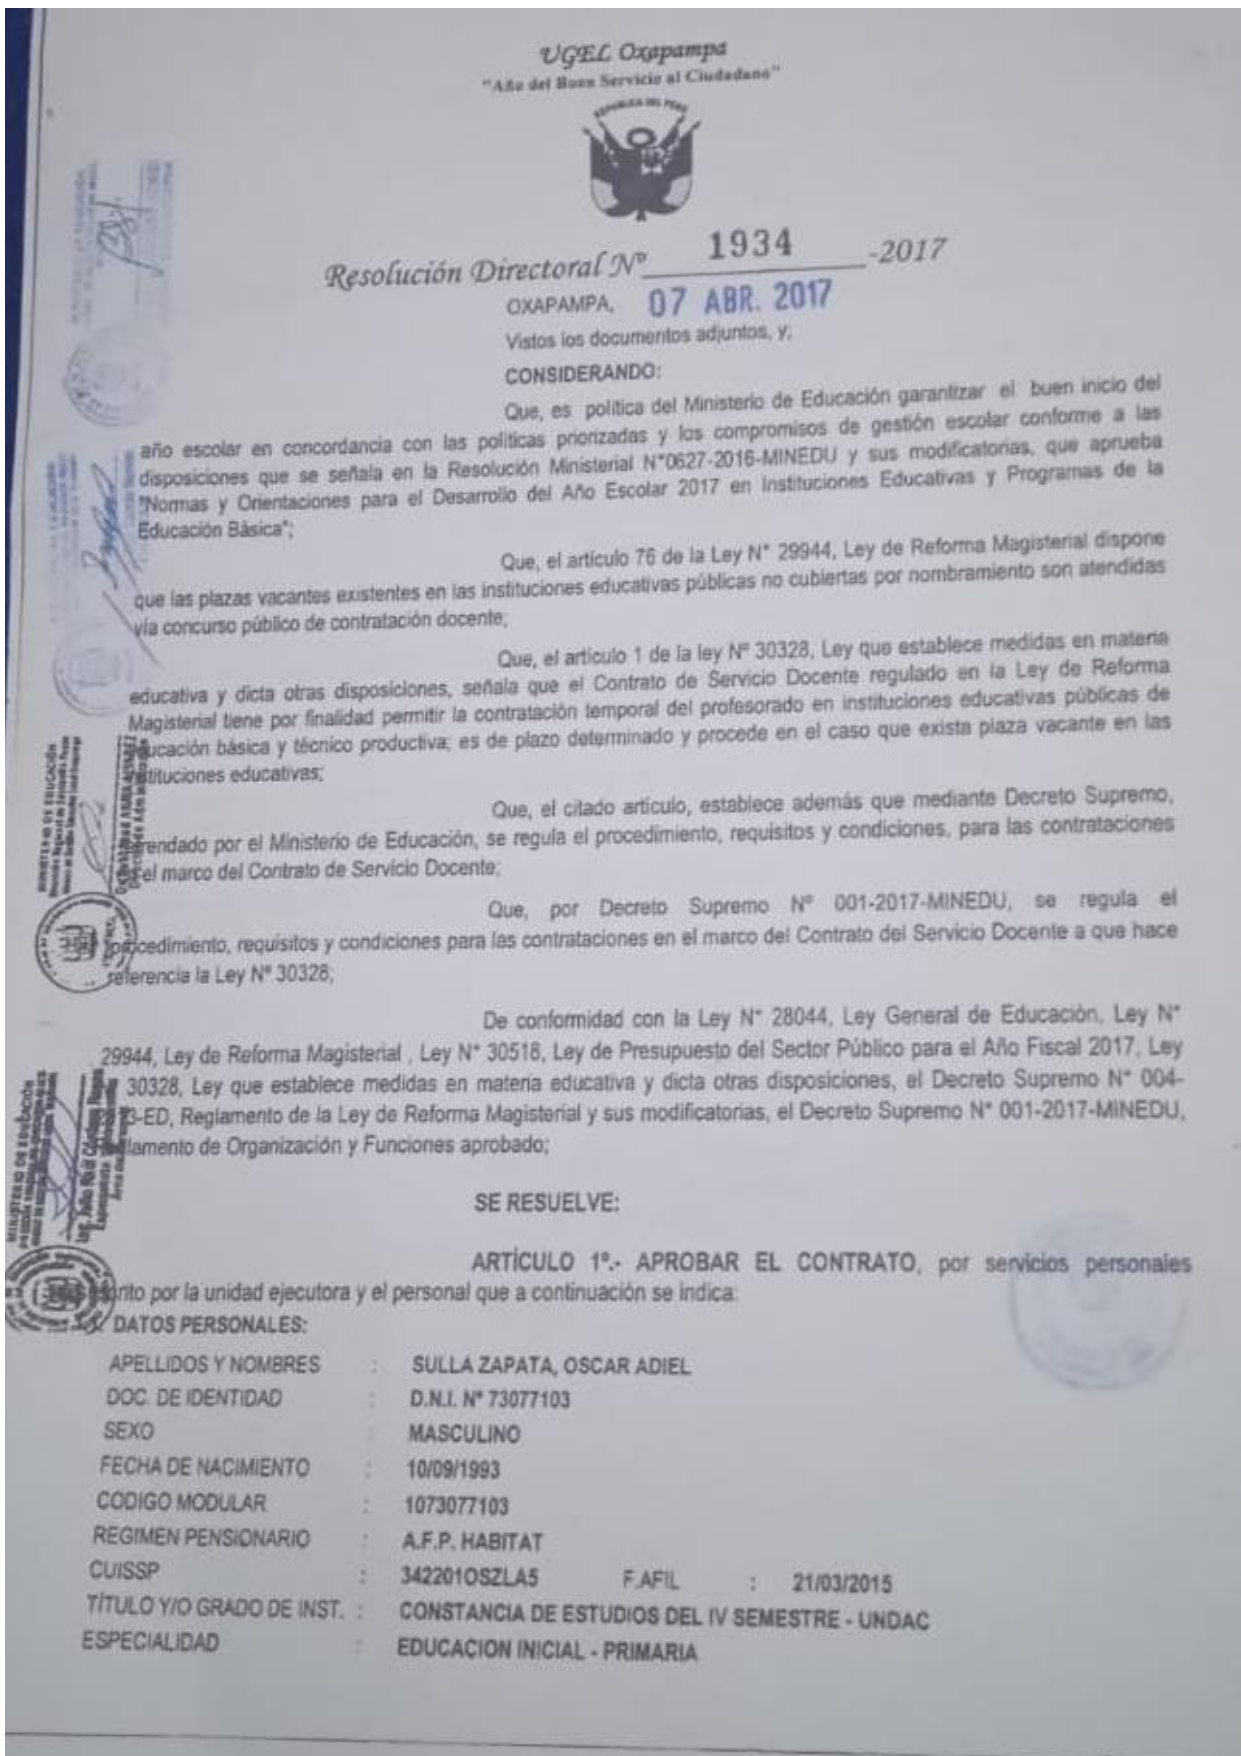 UGEL Oxapampa
"Año del Buen Servicio al Ciudadano"
REPUBLICA DEL PERU
Resolución Directoral Nº 1934 -2017
OXAPAMPA, 07 ABR. 2017
Vistos los documentos adjuntos, y;
CONSIDERANDO:
Que, es política del Ministerio de Educación garantizar el buen inicio del
año escolar en concordancia con las políticas priorizadas y los compromisos de gestión escolar conforme a las
disposiciones que se señala en la Resolución Ministerial N°0627-2016-MINEDU y sus modificatorias, que aprueba
"Normas y Orientaciones para el Desarrollo del Año Escolar 2017 en Instituciones Educativas y Programas de la
Educación Básica";
Que, el artículo 76 de la Ley N° 29944, Ley de Reforma Magisterial dispone
que las plazas vacantes existentes en las instituciones educativas públicas no cubiertas por nombramiento son atendidas
vía concurso público de contratación docente;
Que, el artículo 1 de la ley Nº 30328, Ley que establece medidas en materia
educativa y dicta otras disposiciones, señala que el Contrato de Servicio Docente regulado en la Ley de Reforma
Magisterial tiene por finalidad permitir la contratación temporal del profesorado en instituciones educativas públicas de
educación básica y técnico productiva; es de plazo determinado y procede en el caso que exista plaza vacante en las
instituciones educativas;
Que, el citado artículo, establece además que mediante Decreto Supremo,
rendado por el Ministerio de Educación, se regula el procedimiento, requisitos y condiciones, para las contrataciones
el marco del Contrato de Servicio Docente;
Que, por Decreto Supremo Nº 001-2017-MINEDU, se regula el
procedimiento, requisitos y condiciones para las contrataciones en el marco del Contrato del Servicio Docente a que hace
referencia la Ley Nº 30328;
De conformidad con la Ley N° 28044, Ley General de Educación, Ley N°
29944, Ley de Reforma Magisterial , Ley N° 30518, Ley de Presupuesto del Sector Público para el Año Fiscal 2017, Ley
30328, Ley que establece medidas en materia educativa y dicta otras disposiciones, el Decreto Supremo N° 004-
3-ED, Reglamento de la Ley de Reforma Magisterial y sus modificatorias, el Decreto Supremo N° 001-2017-MINEDU,
lamento de Organización y Funciones aprobado;
MINISTERIO DE EDUCACIÓN
MINISTERIO DE EDUCACIÓN
SE RESUELVE:
ARTÍCULO 1º.- APROBAR EL CONTRATO, por servicios personales
crito por la unidad ejecutora y el personal que a continuación se indica:
DATOS PERSONALES:
APELLIDOS Y NOMBRES : SULLA ZAPATA, OSCAR ADIEL
DOC. DE IDENTIDAD : D.N.I. Nº 73077103
SEXO : MASCULINO
FECHA DE NACIMIENTO : 10/09/1993
CODIGO MODULAR : 1073077103
REGIMEN PENSIONARIO : A.F.P. HABITAT
CUISSP : 342201OSZLA5 F.AFIL : 21/03/2015
TÍTULO Y/O GRADO DE INST. : CONSTANCIA DE ESTUDIOS DEL IV SEMESTRE - UNDAC
ESPECIALIDAD : EDUCACION INICIAL - PRIMARIA